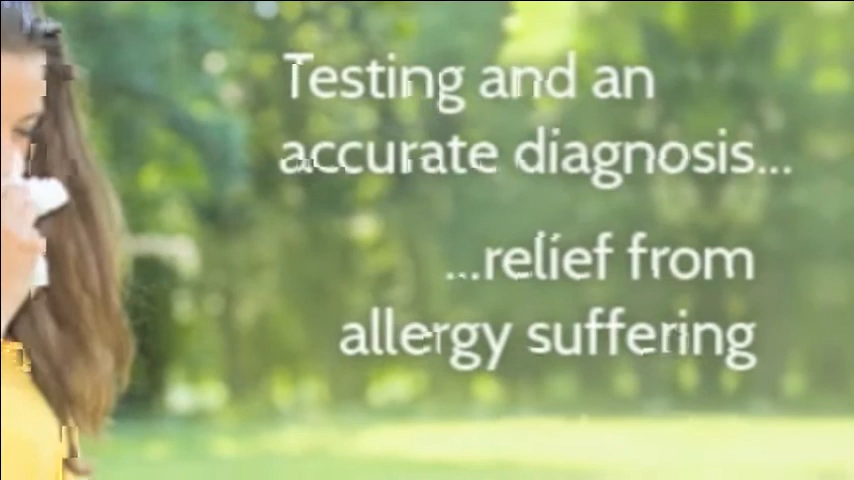 Testing and an
accurate diagnosis...
...relief from
allergy suffering